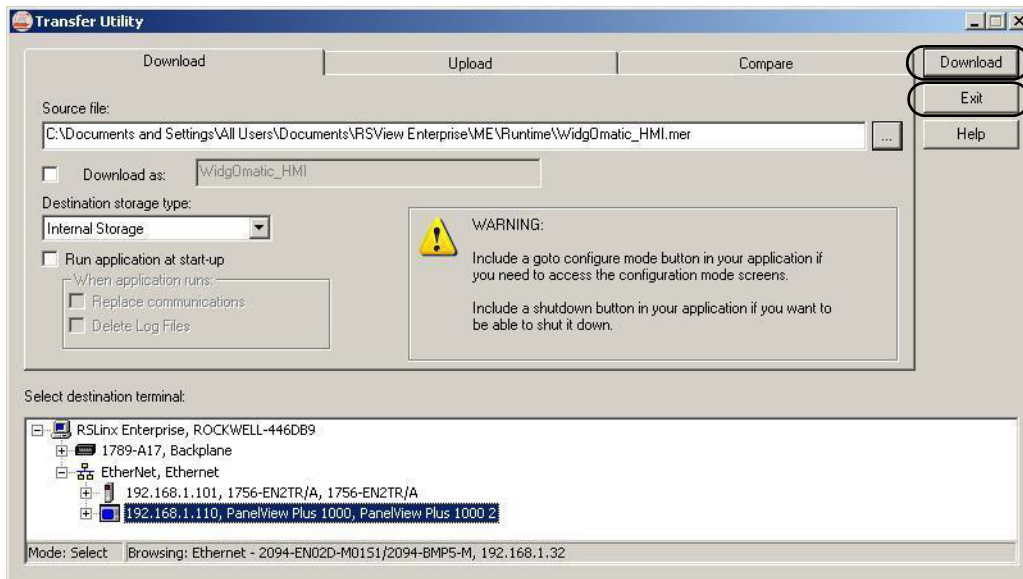 Transfer Utility
Download
Upload
Compare
Download
Exit
Help
Source file:
C:\Documents and Settings\All Users\Documents\RSView Enterprise\ME\Runtime\WidgOmatic_HMI.mer
...
Download as:
WidgOmatic_HMI
Destination storage type:
Internal Storage
Run application at start-up
When application runs:
Replace communications
Delete Log Files
WARNING:
Include a goto configure mode button in your application if
you need to access the configuration mode screens.
Include a shutdown button in your application if you want to
be able to shut it down.
Select destination terminal:
RSLinx Enterprise, ROCKWELL-446DB9
1789-A17, Backplane
EtherNet, Ethernet
192.168.1.101, 1756-EN2TR/A, 1756-EN2TR/A
192.168.1.110, PanelView Plus 1000, PanelView Plus 1000 2
Mode: Select
Browsing: Ethernet - 2094-EN02D-M01S1/2094-BMP5-M, 192.168.1.32